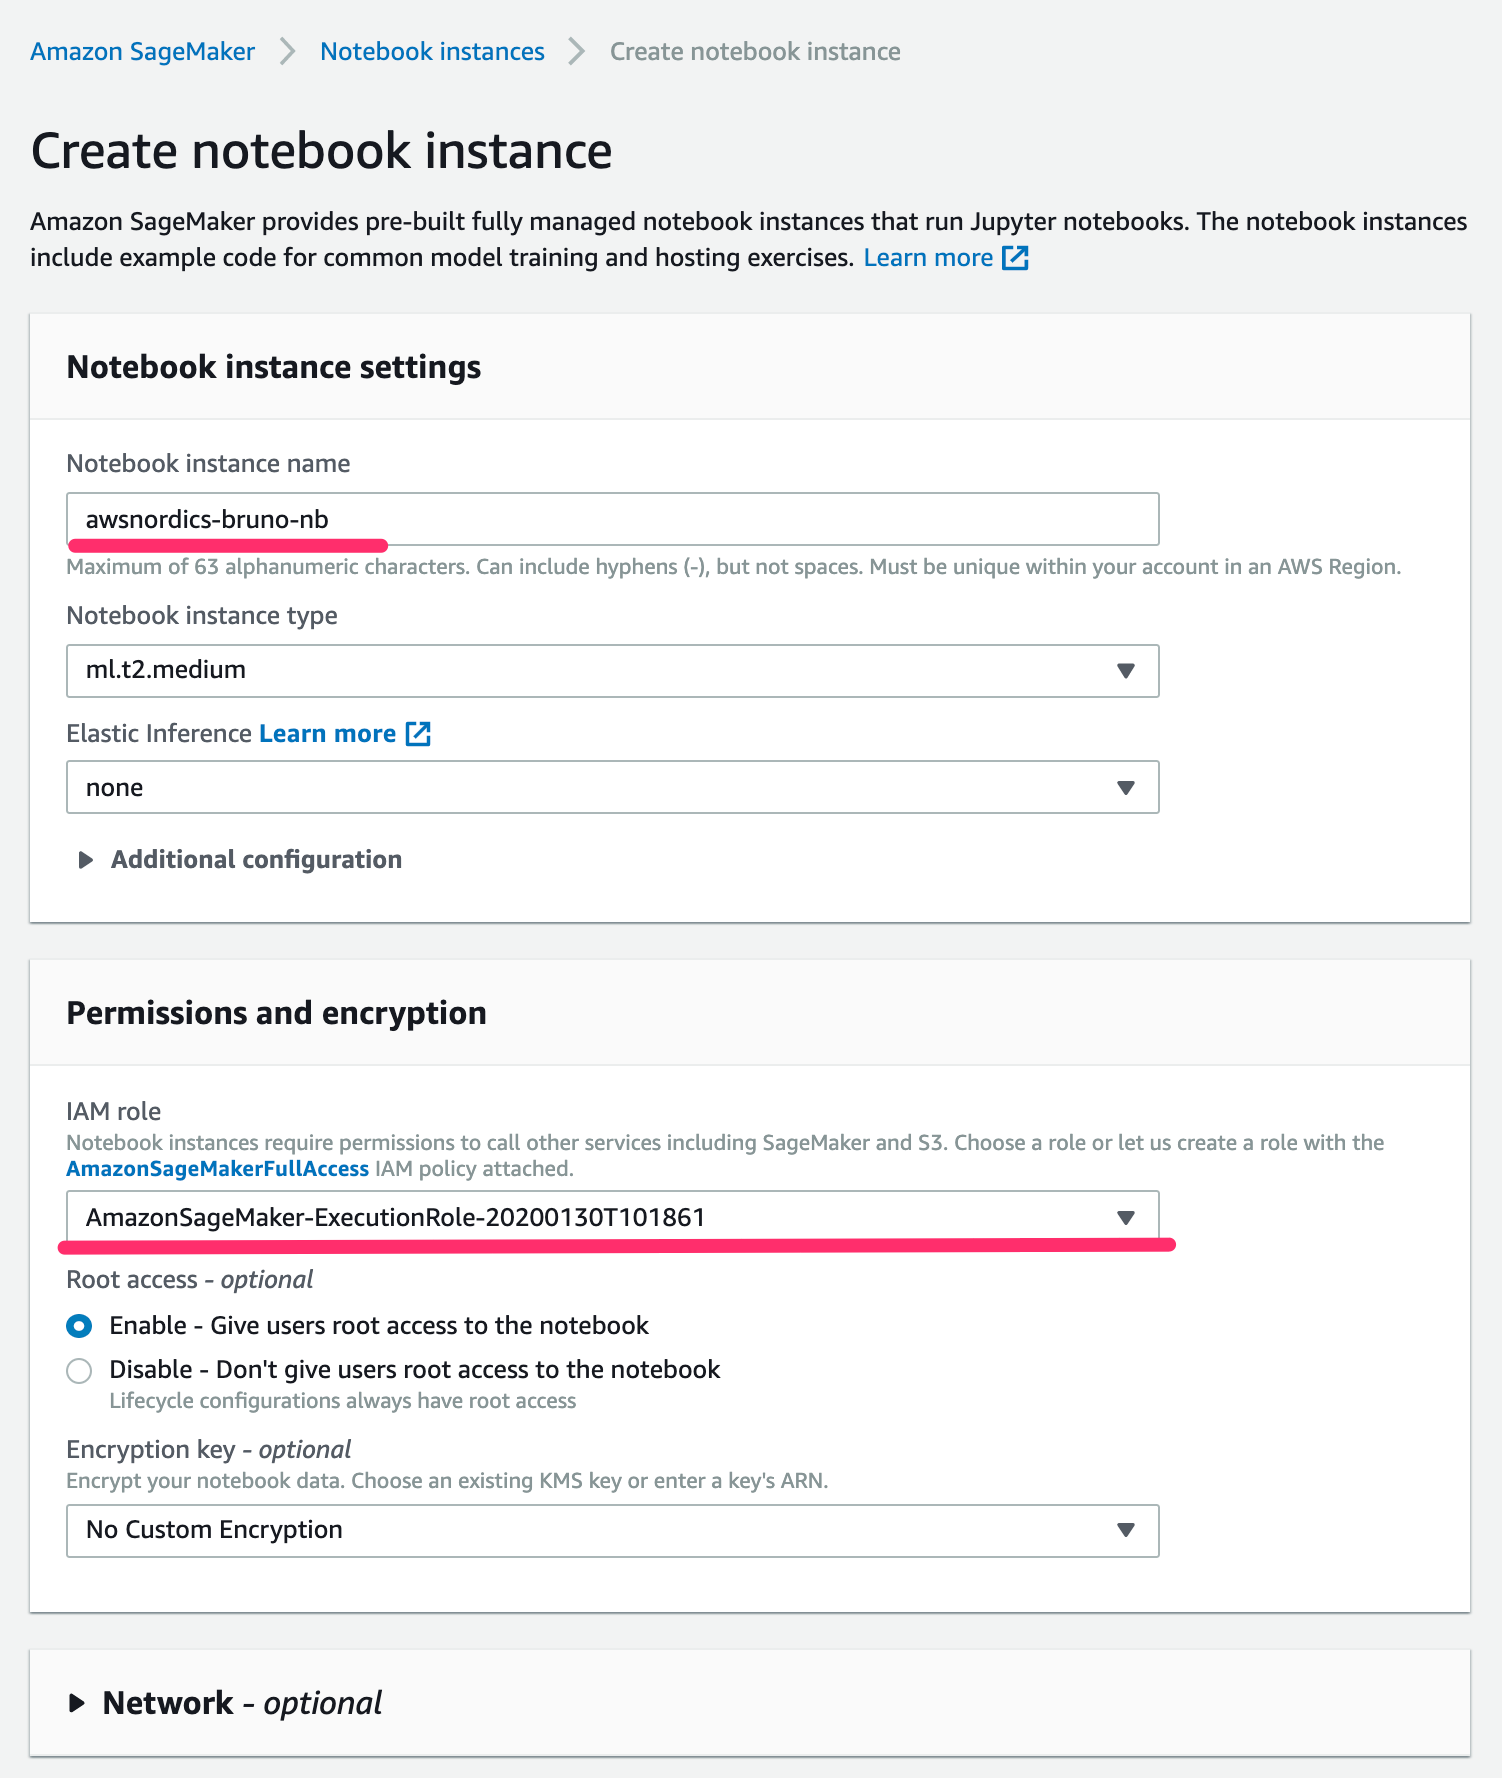 Amazon SageMaker > Notebook instances > Create notebook instance
Create notebook instance
Amazon SageMaker provides pre-built fully managed notebook instances that run Jupyter notebooks. The notebook instances
include example code for common model training and hosting exercises. Learn more
Notebook instance settings
Notebook instance name
awsnordics-bruno-nb
Maximum of 63 alphanumeric characters. Can include hyphens (-), but not spaces. Must be unique within your account in an AWS Region.
Notebook instance type
ml.t2.medium
Elastic Inference Learn more
none
Additional configuration
Permissions and encryption
IAM role
Notebook instances require permissions to call other services including SageMaker and S3. Choose a role or let us create a role with the
AmazonSageMakerFullAccess IAM policy attached.
AmazonSageMaker-ExecutionRole-20200130T101861
Root access - optional
Enable - Give users root access to the notebook
Disable - Don't give users root access to the notebook
Lifecycle configurations always have root access
Encryption key - optional
Encrypt your notebook data. Choose an existing KMS key or enter a key's ARN.
No Custom Encryption
Network - optional